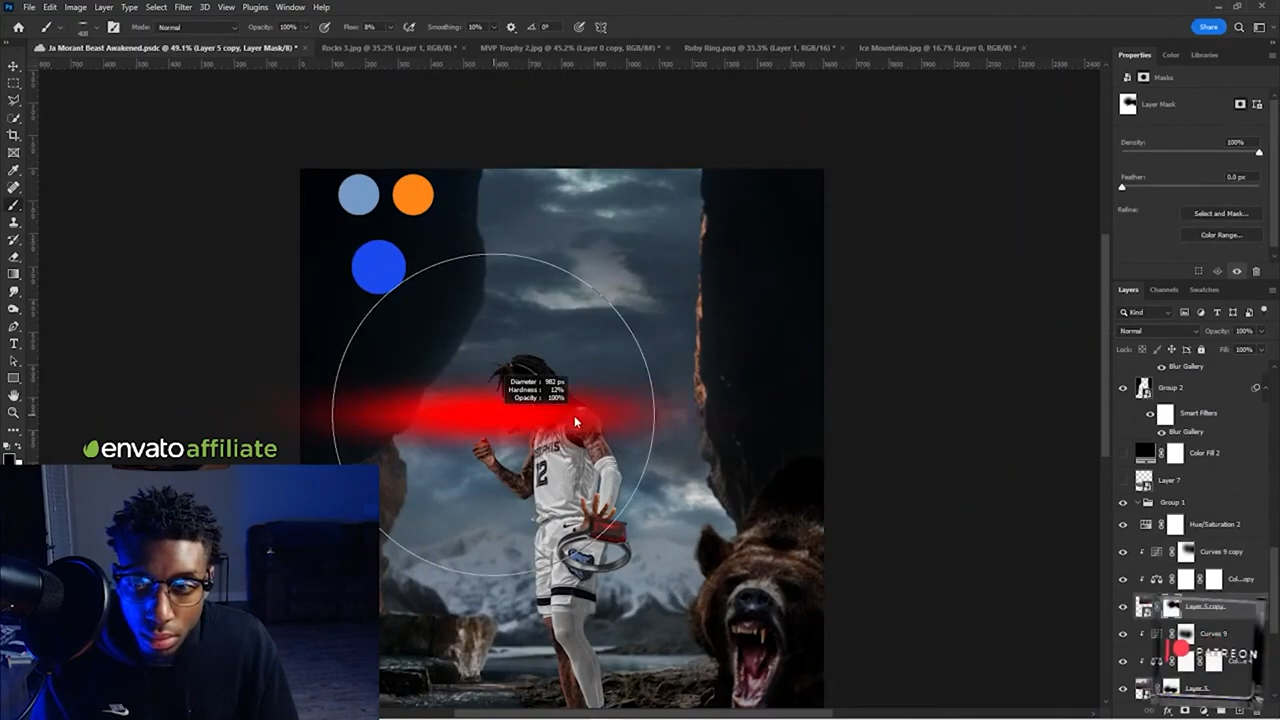 File Edit Image Layer Type Select Filter 3D View Plugins Window Help
Mode: Normal Opacity: 100% Flow: 8% Smoothing: 10% 0° Share
Ja Morant Beast Awakened.psdc @ 49.1% (Layer 5 copy, Layer Mask/8) * × Rocks 3.jpg @ 35.2% (Layer 1, RGB/8) * × MVP Trophy 2.jpg @ 45.2% (Layer 0 copy, RGB/8#) * × Ruby Ring.png @ 33.3% (Layer 1, RGB/16) * × Ice Mountains.jpg @ 16.7% (Layer 0, RGB/8#) * ×
Properties Color Libraries
Masks
Layer Mask
Density: 100%
Feather: 0.0 px
Refine: Select and Mask...
Color Range...
Layers Channels Swatches
Kind
Normal Opacity: 100%
Lock: Fill: 100%
Blur Gallery
Group 2
Smart Filters
Blur Gallery
Color Fill 2
Layer 7
Group 1
Hue/Saturation 2
Curves 9 copy
Col...opy
Layer 5 copy
Curves 9
PATREON
Layer 5
Diameter: 982 px
Hardness: 12%
Opacity: 100%
12
envato affiliate